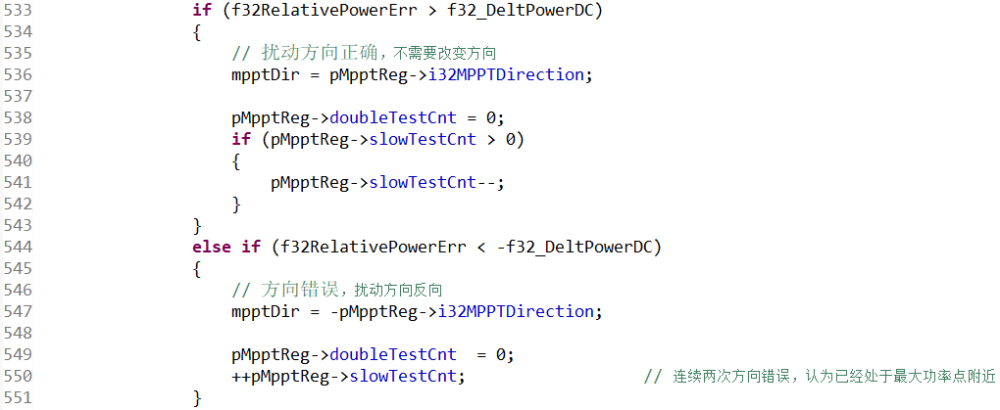 533 if (f32RelativePowerErr > f32_DeltPowerDC)
534 {
535 // 扰动方向正确，不需要改变方向
536 mpptDir = pMpptReg->i32MPPTDirection;
537
538 pMpptReg->doubleTestCnt = 0;
539 if (pMpptReg->slowTestCnt > 0)
540 {
541 pMpptReg->slowTestCnt--;
542 }
543 }
544 else if (f32RelativePowerErr < -f32_DeltPowerDC)
545 {
546 // 方向错误，扰动方向反向
547 mpptDir = -pMpptReg->i32MPPTDirection;
548
549 pMpptReg->doubleTestCnt  = 0;
550 ++pMpptReg->slowTestCnt; // 连续两次方向错误，认为已经处于最大功率点附近
551 }